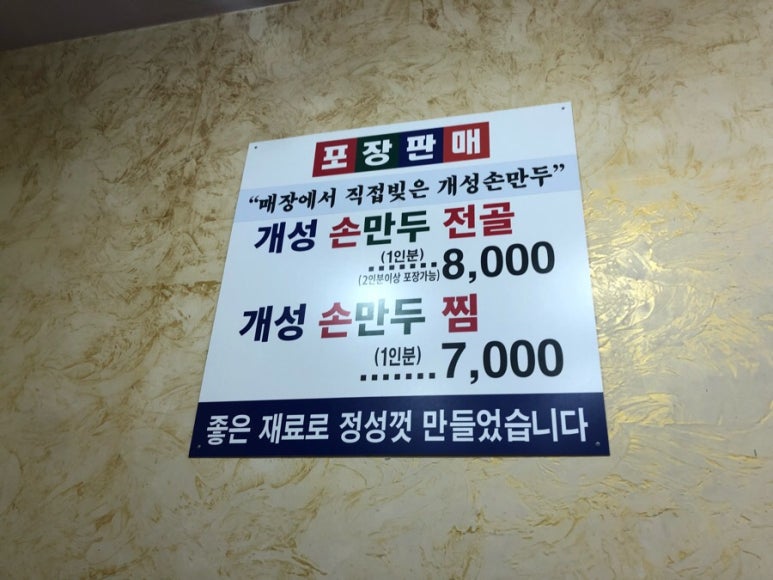 포장판매
“매장에서 직접빚은 개성손만두”
개성 손만두 전골
(1인분)
(2인분이상 포장가능) ........8,000
개성 손만두 찜
(1인분)
........7,000
좋은 재료로 정성껏 만들었습니다